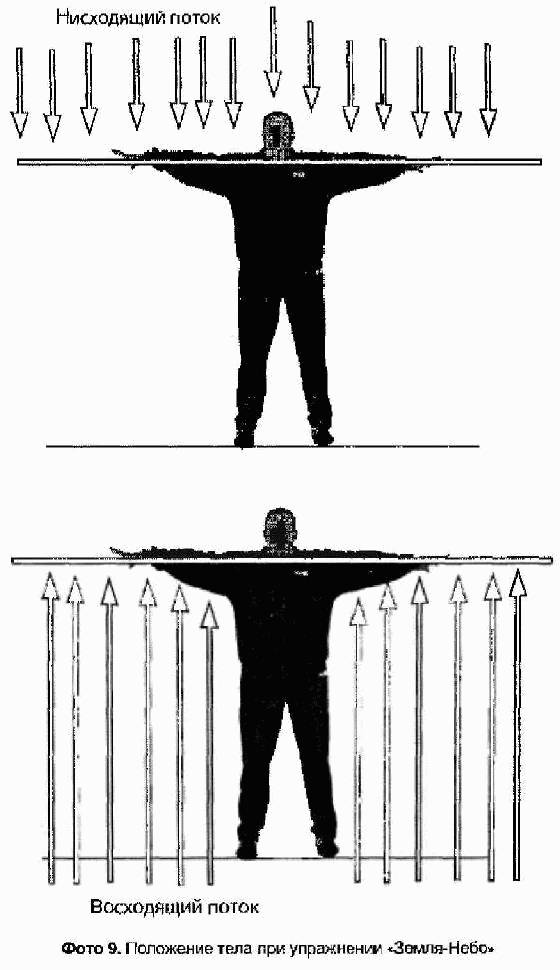 Нисходящий поток
Восходящий поток
Фото 9. Положение тела при упражнении «Земля-Небо»